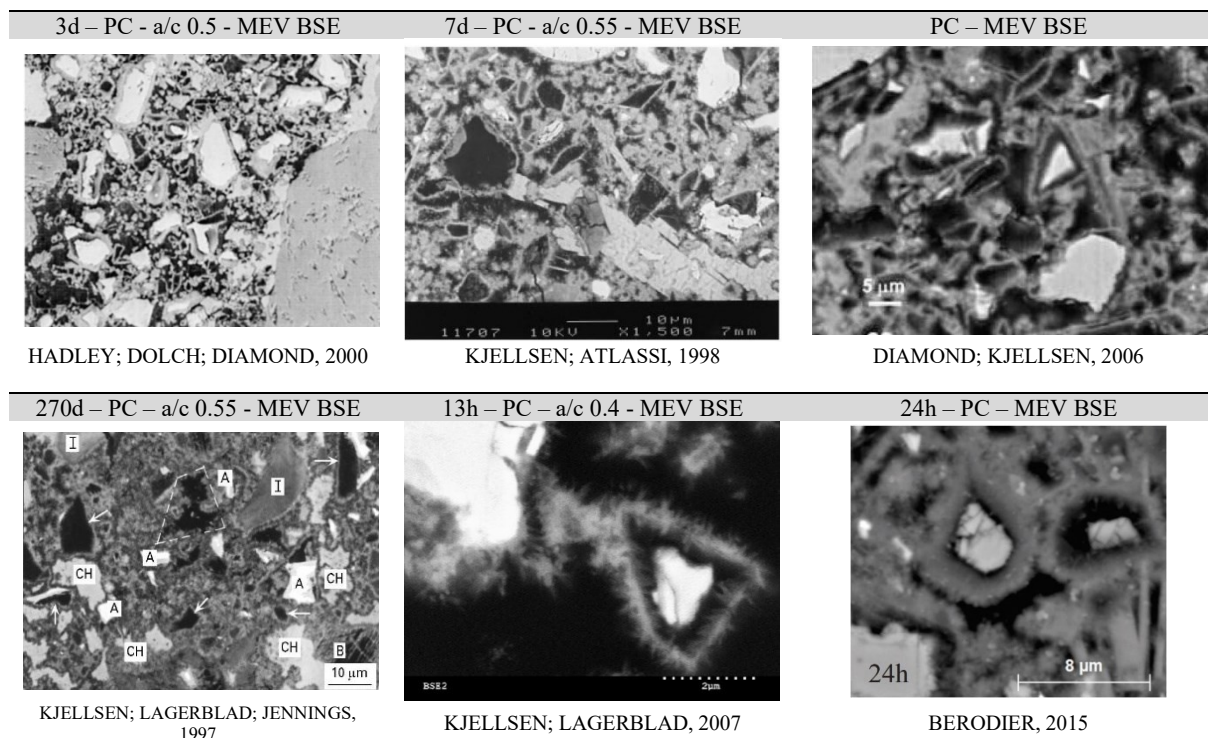 3d – PC - a/c 0.5 - MEV BSE
7d – PC - a/c 0.55 - MEV BSE
PC – MEV BSE
5 µm
10µm
11707 10KV X1,500 7mm
HADLEY; DOLCH; DIAMOND, 2000
KJELLSEN; ATLASSI, 1998
DIAMOND; KJELLSEN, 2006
270d – PC – a/c 0.55 - MEV BSE
13h – PC – a/c 0.4 – MEV BSE
24h – PC – MEV BSE
I
A
I
A
CH
A
CH
A
CH
CH
B
10 µm
BSE2
2µm
24h
8 µm
KJELLSEN; LAGERBLAD; JENNINGS,
1997
KJELLSEN; LAGERBLAD, 2007
BERODIER, 2015